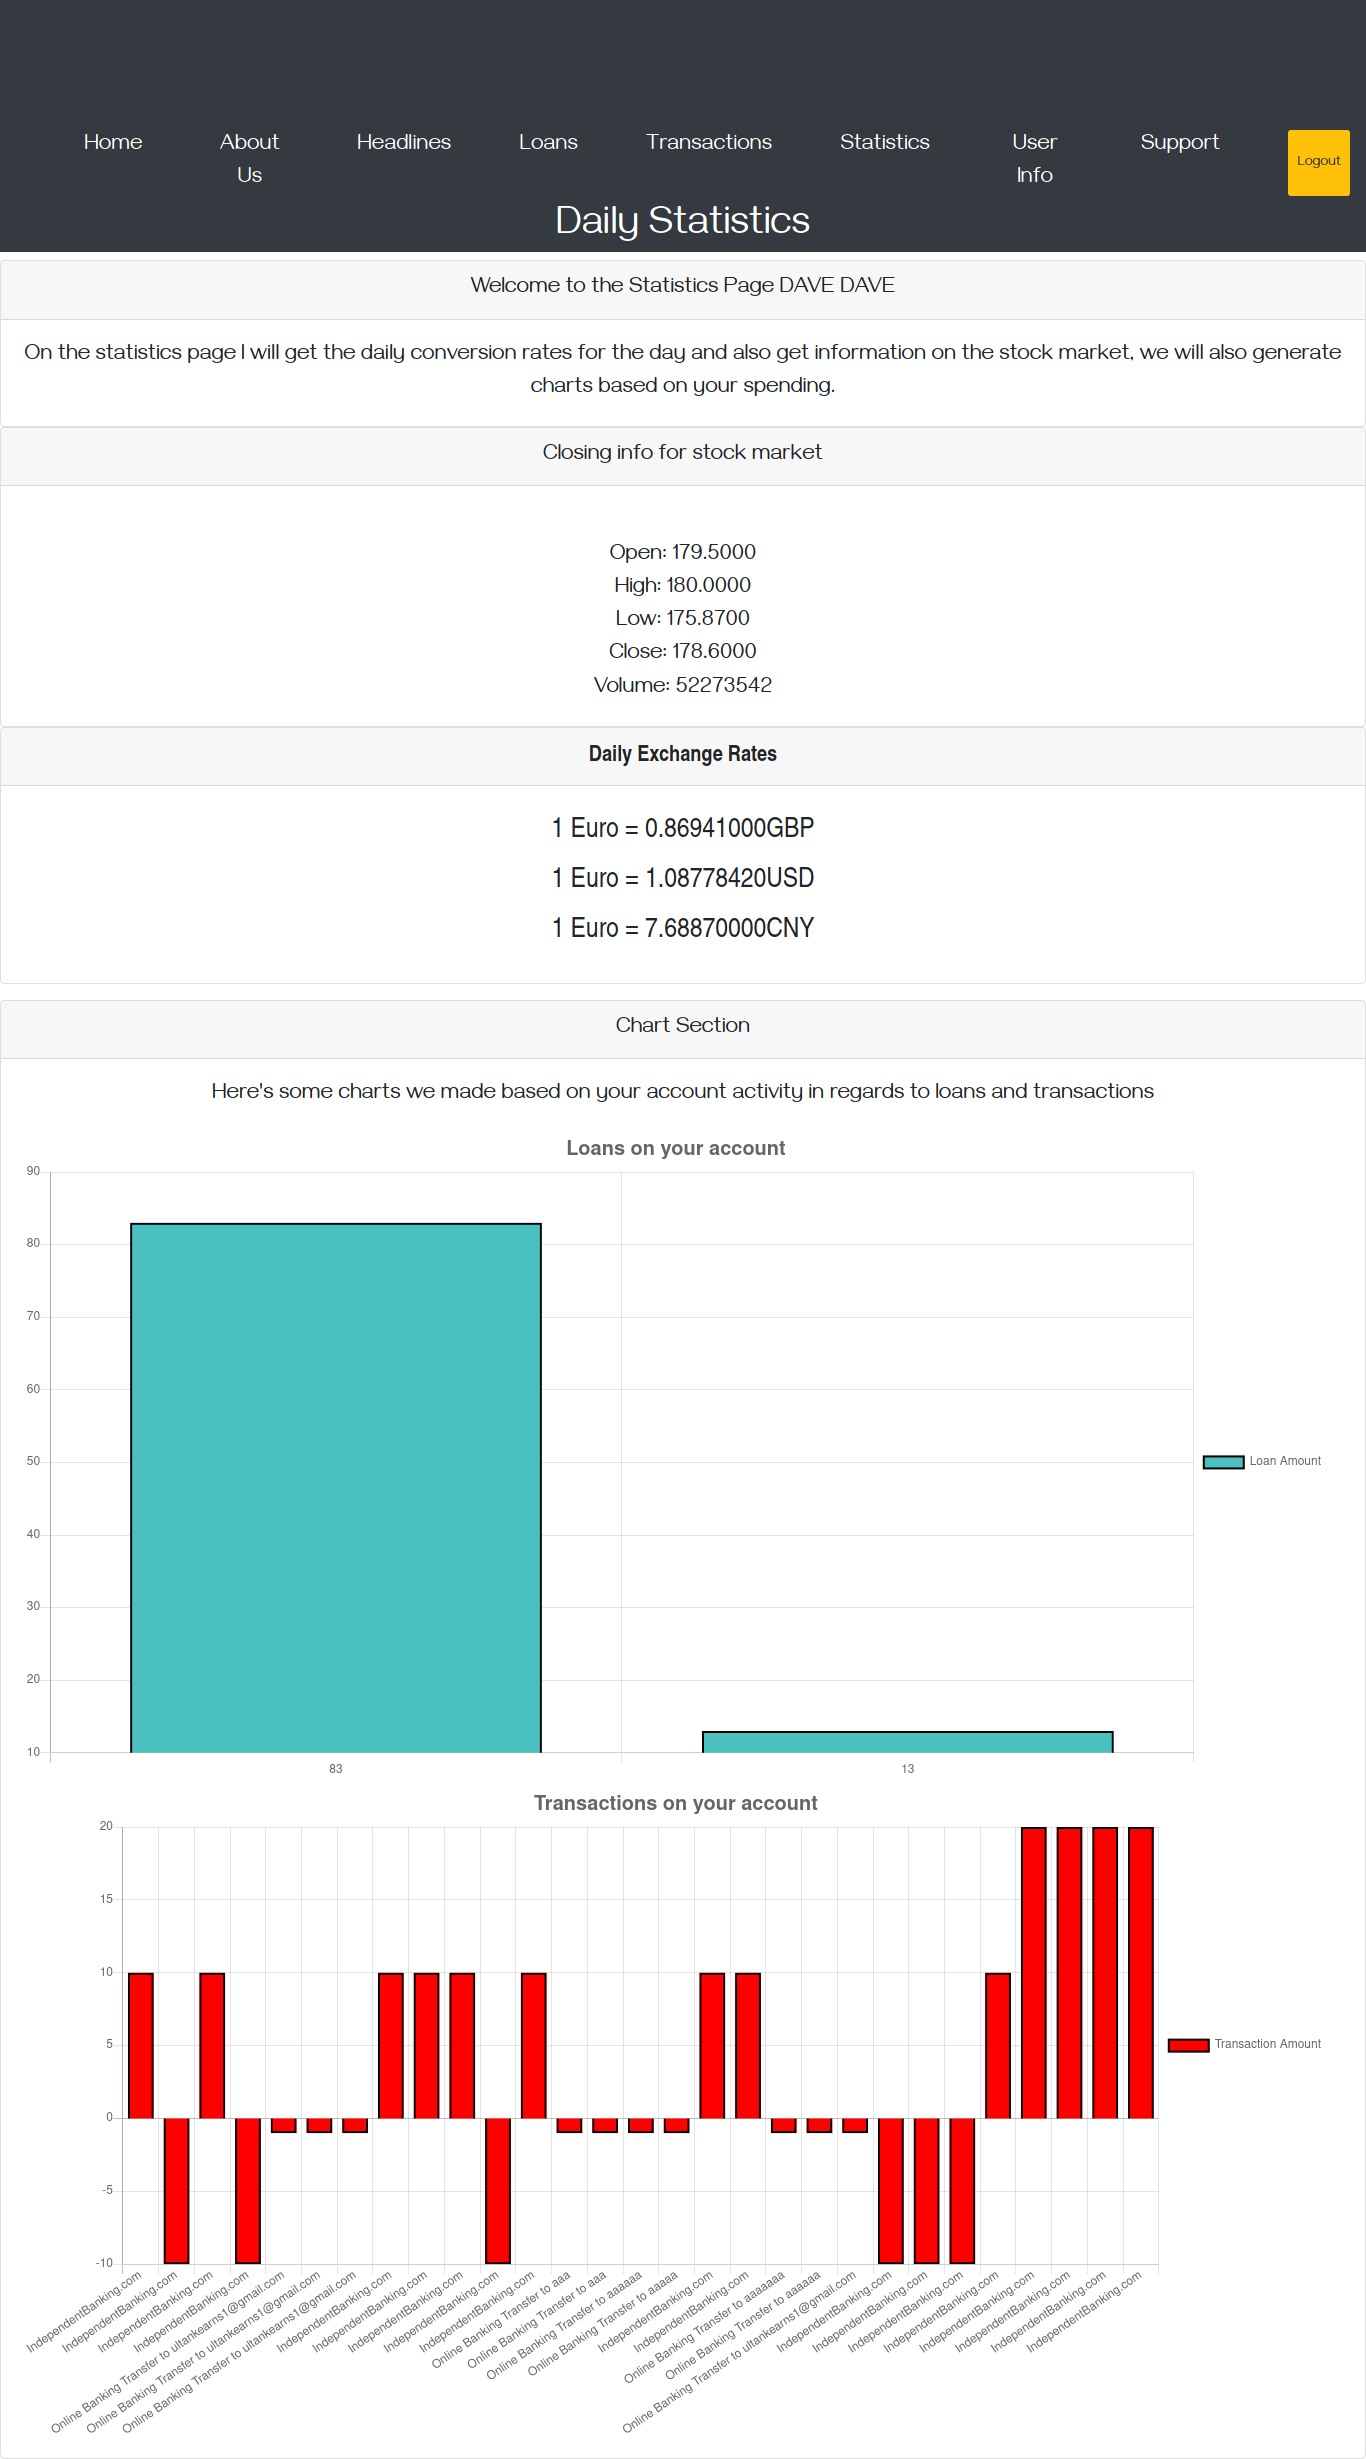 Home
About
Us
Headlines
Loans
Transactions
Statistics
User
Info
Support
Logout
Daily Statistics
Welcome to the Statistics Page DAVE DAVE
On the statistics page I will get the daily conversion rates for the day and also get information on the stock market, we will also generate
charts based on your spending.
Closing info for stock market
Open: 179.5000
High: 180.0000
Low: 175.8700
Close: 178.6000
Volume: 52273542
Daily Exchange Rates
1 Euro = 0.86941000GBP
1 Euro = 1.08778420USD
1 Euro = 7.68870000CNY
Chart Section
Here's some charts we made based on your account activity in regards to loans and transactions
Loans on your account
90
80
70
60
50
40
30
20
10
83
13
Loan Amount
Transactions on your account
20
15
10
5
0
-5
-10
IndependentBanking.com
IndependentBanking.com
IndependentBanking.com
IndependentBanking.com
Online Banking Transfer to ultankearns1@gmail.com
Online Banking Transfer to ultankearns1@gmail.com
Online Banking Transfer to ultankearns1@gmail.com
IndependentBanking.com
IndependentBanking.com
IndependentBanking.com
IndependentBanking.com
IndependentBanking.com
Online Banking Transfer to aaa
Online Banking Transfer to aaa
Online Banking Transfer to aaaaaa
Online Banking Transfer to aaaaa
IndependentBanking.com
IndependentBanking.com
Online Banking Transfer to aaaaaaa
Online Banking Transfer to aaaaaa
Online Banking Transfer to ultankearns1@gmail.com
IndependentBanking.com
IndependentBanking.com
IndependentBanking.com
IndependentBanking.com
IndependentBanking.com
IndependentBanking.com
IndependentBanking.com
IndependentBanking.com
Transaction Amount